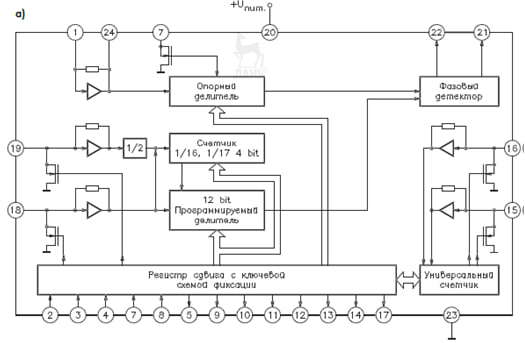 +Uпит.
а)
1
24
7
20
22
21
Опорный
делитель
Фазовый
детектор
19
1/2
Счетчик
1/16, 1/17 4 bit
16
18
12 bit
Программируемый
делитель
15
Регистр сдвига с ключевой
схемой фиксации
Универсальный
счетчик
2
3
4
7
8
5
9
10
11
12
13
14
17
23